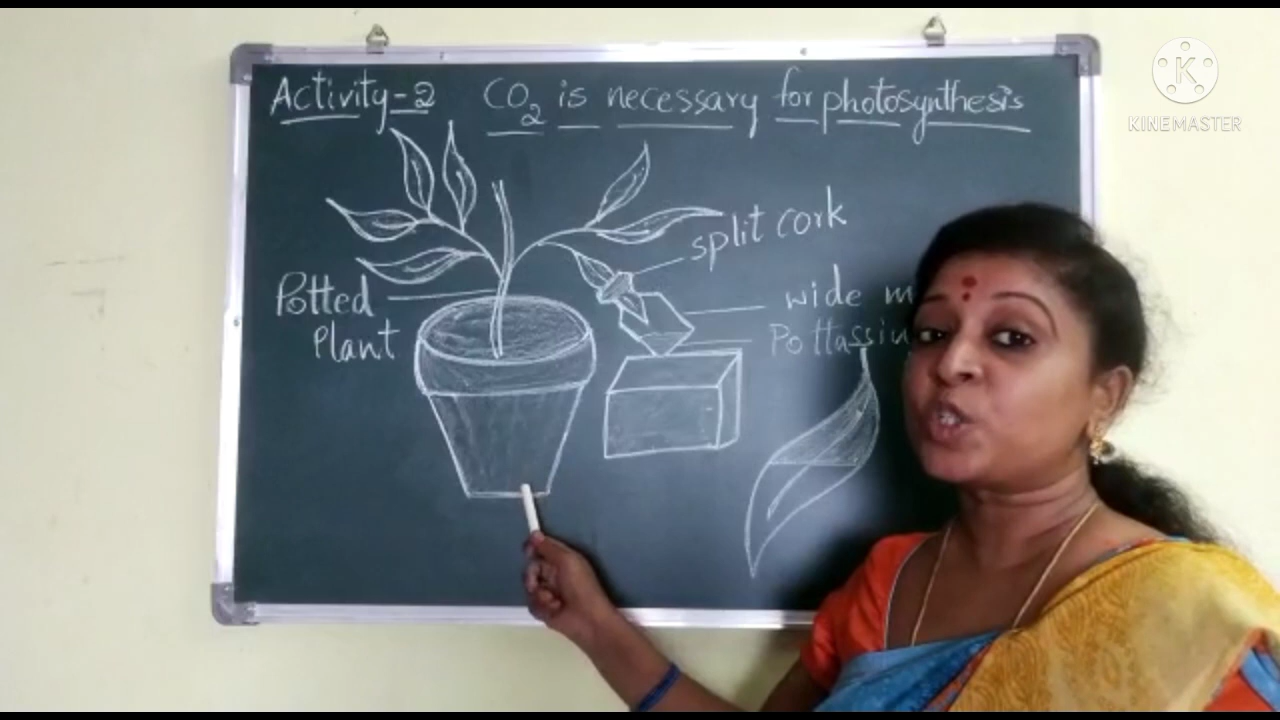 Activity-2 CO2 is necessary for photosynthesis
split cork
Potted
Plant
wide
KINEMASTER